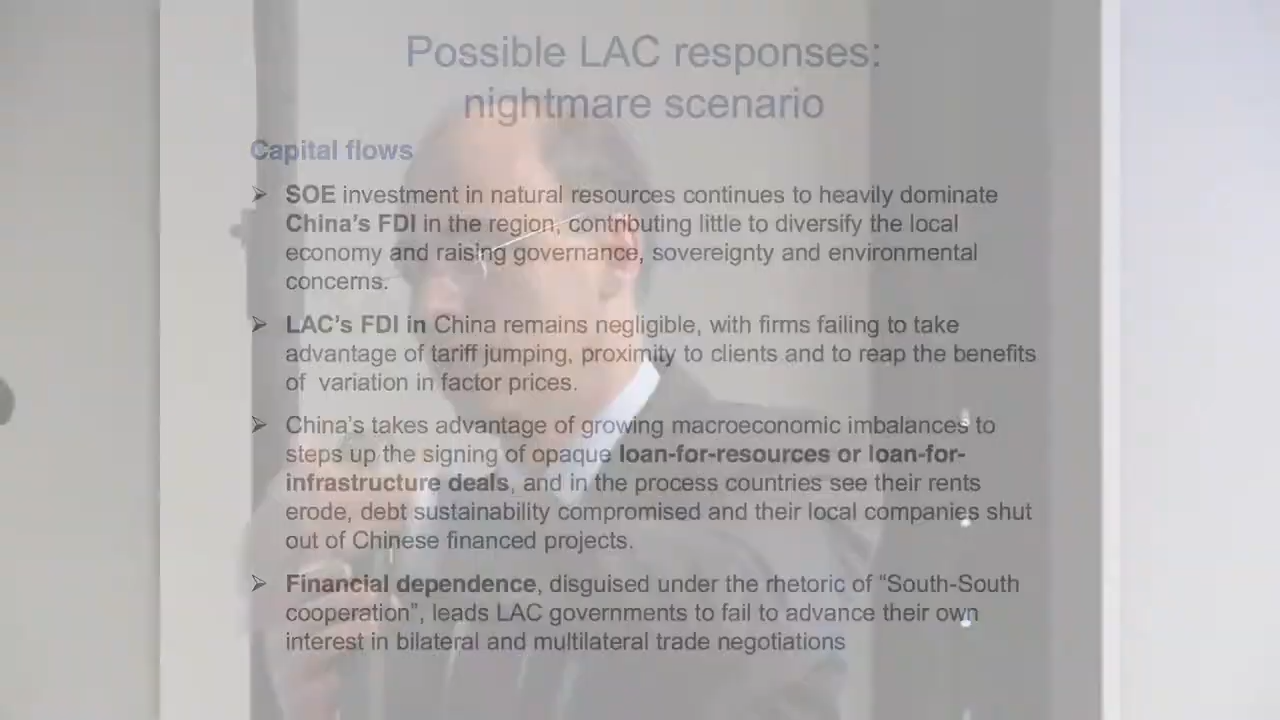 Possible LAC responses:
nightmare scenario
Capital flows
➢ SOE investment in natural resources continues to heavily dominate
China's FDI in the region, contributing little to diversify the local
economy and raising governance, sovereignty and environmental
concerns.
➢ LAC's FDI in China remains negligible, with firms failing to take
advantage of tariff jumping, proximity to clients and to reap the benefits
of variation in factor prices.
➢ China's takes advantage of growing macroeconomic imbalances to
steps up the signing of opaque loan-for-resources or loan-for-
infrastructure deals, and in the process countries see their rents
erode, debt sustainability compromised and their local companies shut
out of Chinese financed projects.
➢ Financial dependence, disguised under the rhetoric of “South-South
cooperation”, leads LAC governments to fail to advance their own
interest in bilateral and multilateral trade negotiations